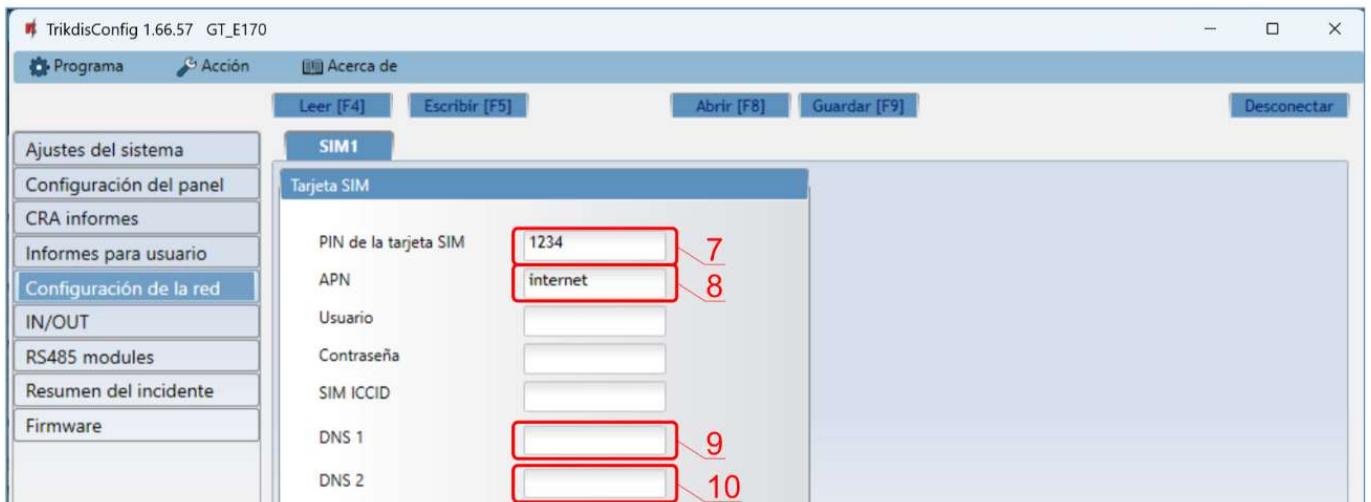 TrikdisConfig 1.66.57 GT_E170
Programa Acción Acerca de
Leer [F4] Escribir [F5] Abrir [F8] Guardar [F9] Desconectar
Ajustes del sistema
Configuración del panel
CRA informes
Informes para usuario
Configuración de la red
IN/OUT
RS485 modules
Resumen del incidente
Firmware
SIM1
Tarjeta SIM
PIN de la tarjeta SIM 1234 7
APN internet 8
Usuario
Contraseña
SIM ICCID
DNS 1 9
DNS 2 10